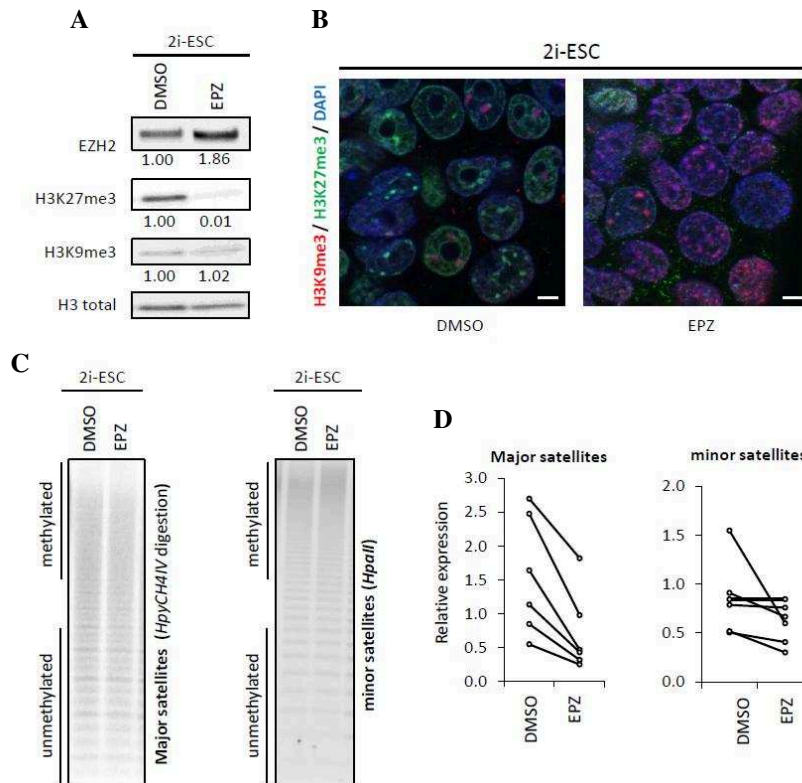 A
2i-ESC
DMSO
EPZ
EZH2
1.00
1.86
H3K27me3
1.00
0.01
H3K9me3
1.00
1.02
H3 total
B
2i-ESC
H3K9me3 / H3K27me3 / DAPI
DMSO
EPZ
C
2i-ESC
DMSO
EPZ
methylated
unmethylated
Major satellites (HpyCH4IV digestion)
2i-ESC
DMSO
EPZ
methylated
unmethylated
minor satellites (HpaII)
D
Major satellites
Relative expression
3.0
2.5
2.0
1.5
1.0
0.5
0.0
DMSO
EPZ
minor satellites
2.0
1.5
1.0
0.5
0.0
DMSO
EPZ